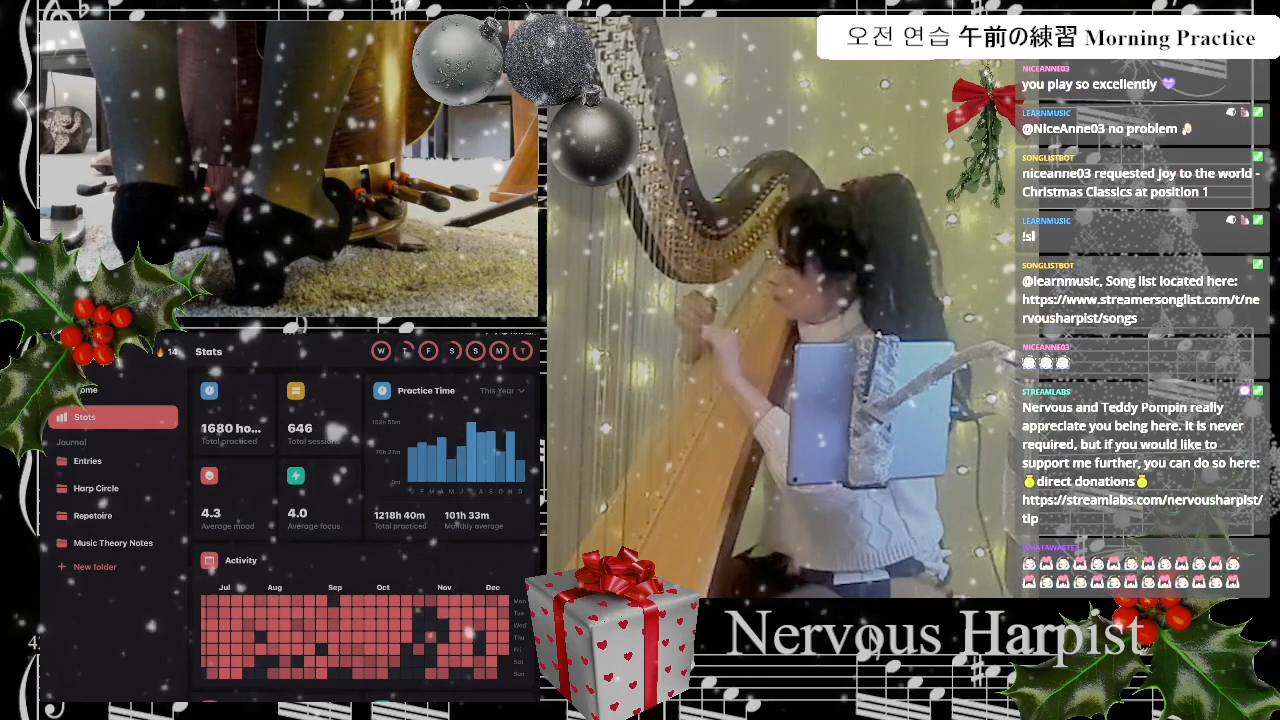 오전 연습 午前の練習 Morning Practice
NICEANNE03
you play so excellently
LEARNMUSIC
@NiceAnne03 no problem
SONGLISTBOT
niceanne03 requested Joy to the world -
Christmas Classics at position 1
LEARNMUSIC
!sl
SONGLISTBOT
@learnmusic, Song list located here:
https://www.streamersonglist.com/t/ne
rvousharpist/songs
NICEANNE03
STREAMLABS
Nervous and Teddy Pompin really
appreciate you being here. it is never
required, but if you would like to
support me further, you can do so here:
direct donations
https://streamlabs.com/nervousharpist/
tip
14
Stats
W T F S S M T
ome
Stats
Journal
Entries
Harp Circle
Repetoire
Music Theory Notes
+ New folder
1680 ho...
Total practiced
646
Total sessions
4.3
Average mood
4.0
Average focus
Practice Time
This Year
152h 55m
76h 27m
0m
J F M A M J J A S O N D
1218h 40m
Total practiced
101h 33m
Monthly average
Activity
Jul Aug Sep Oct Nov Dec
Mon
Tue
Wed
Thu
Fri
Sat
Sun
Nervous Harpist